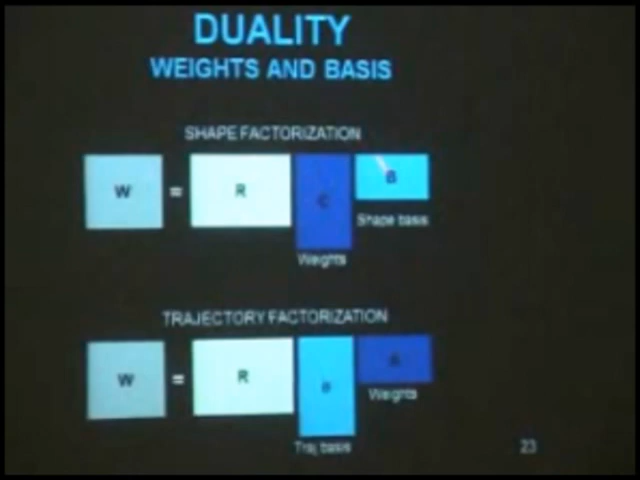 DUALITY
WEIGHTS AND BASIS
SHAPE FACTORIZATION
W = R C B
Shape basis
Weights
TRAJECTORY FACTORIZATION
W = R
Weights
Traj basis
23